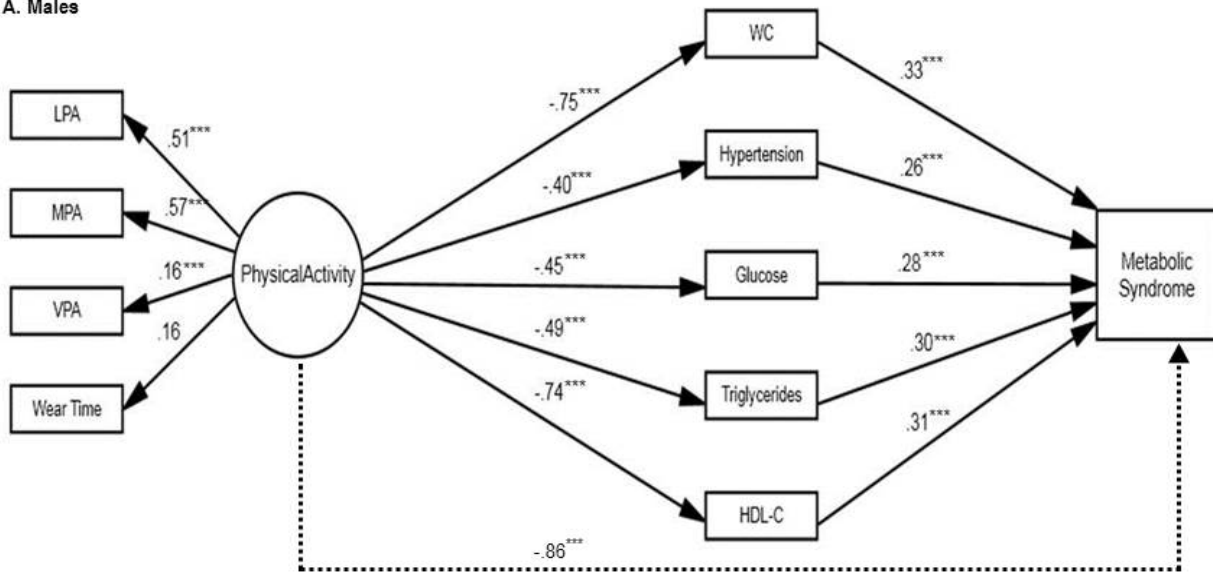 A. Males
WC
.33***
LPA
-.75***
.51***
Hypertension
-.40***
.26***
MPA
.57***
PhysicalActivity
-.45***
Glucose
.28***
Metabolic
Syndrome
.16***
VPA
.16
-.49***
.30***
Wear Time
-.74***
Triglycerides
.31***
HDL-C
-.86***